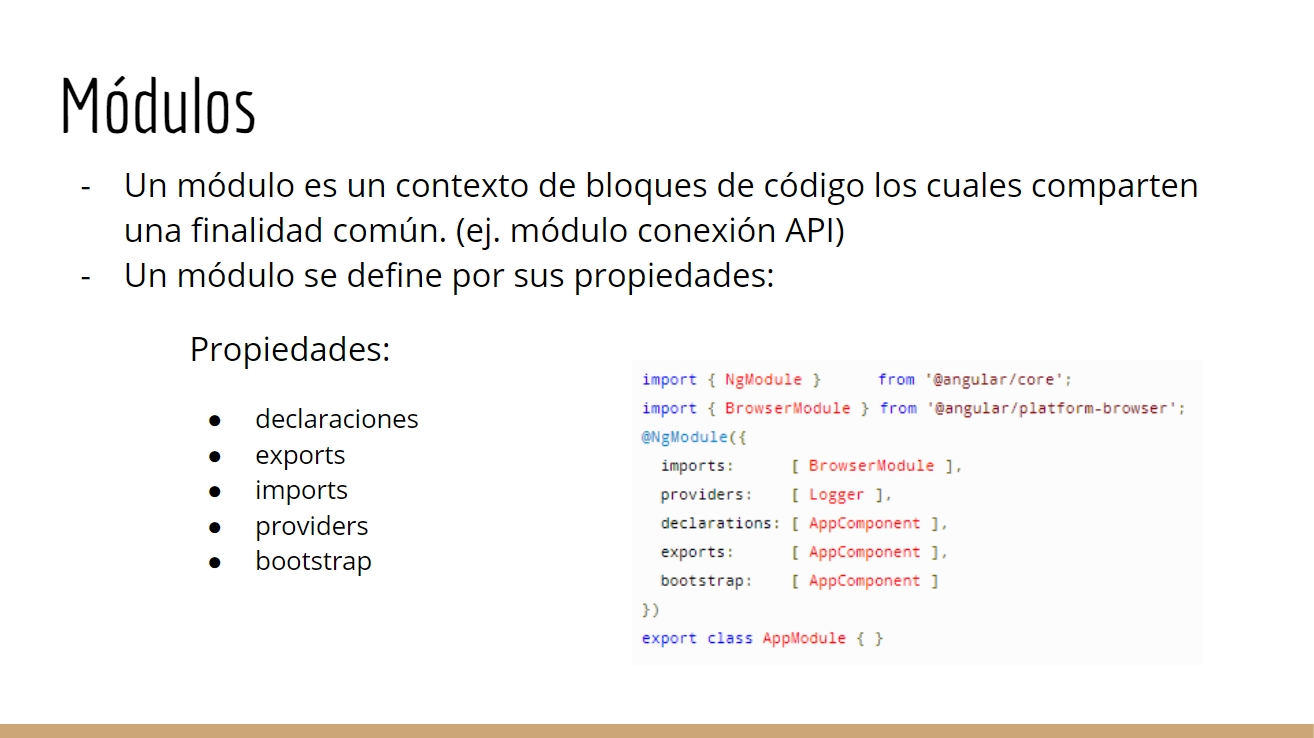 Módulos
- Un módulo es un contexto de bloques de código los cuales comparten
una finalidad común. (ej. módulo conexión API)
- Un módulo se define por sus propiedades:
Propiedades:
● declaraciones
● exports
● imports
● providers
● bootstrap
import { NgModule }      from '@angular/core';
import { BrowserModule } from '@angular/platform-browser';
@NgModule({
  imports:      [ BrowserModule ],
  providers:    [ Logger ],
  declarations: [ AppComponent ],
  exports:      [ AppComponent ],
  bootstrap:    [ AppComponent ]
})
export class AppModule { }